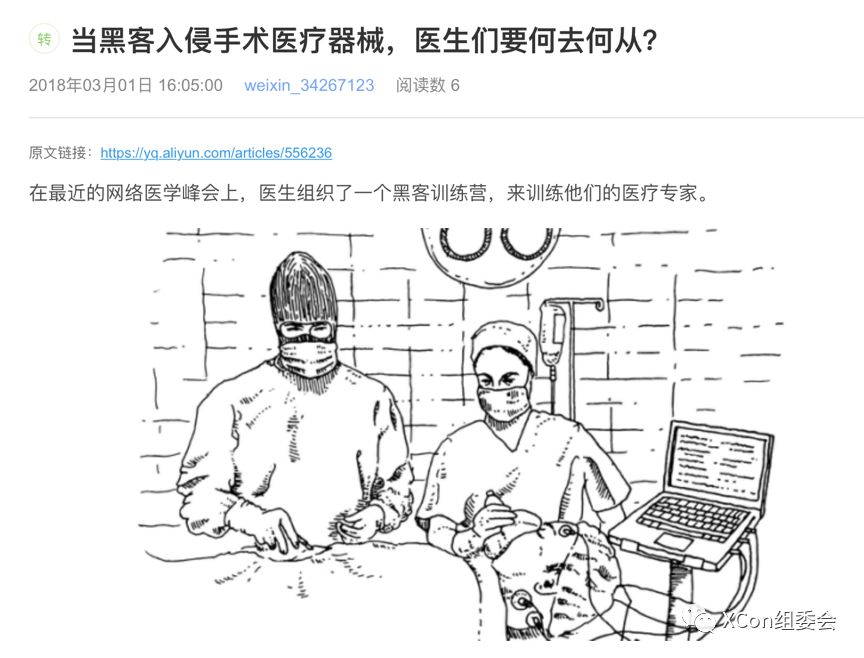 转 当黑客入侵手术医疗器械，医生们要何去何从？
2018年03月01日 16:05:00 weixin_34267123 阅读数 6
原文链接：https://yq.aliyun.com/articles/556236
在最近的网络医学峰会上，医生组织了一个黑客训练营，来训练他们的医疗专家。
XCon组委会